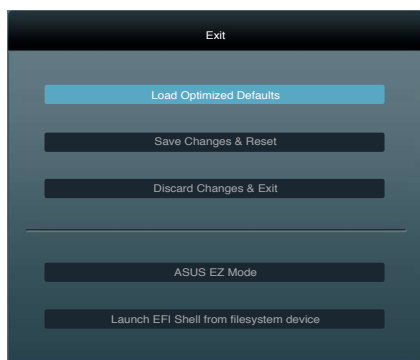 Exit
Load Optimized Defaults
Save Changes & Reset
Discard Changes & Exit
ASUS EZ Mode
Launch EFI Shell from filesystem device